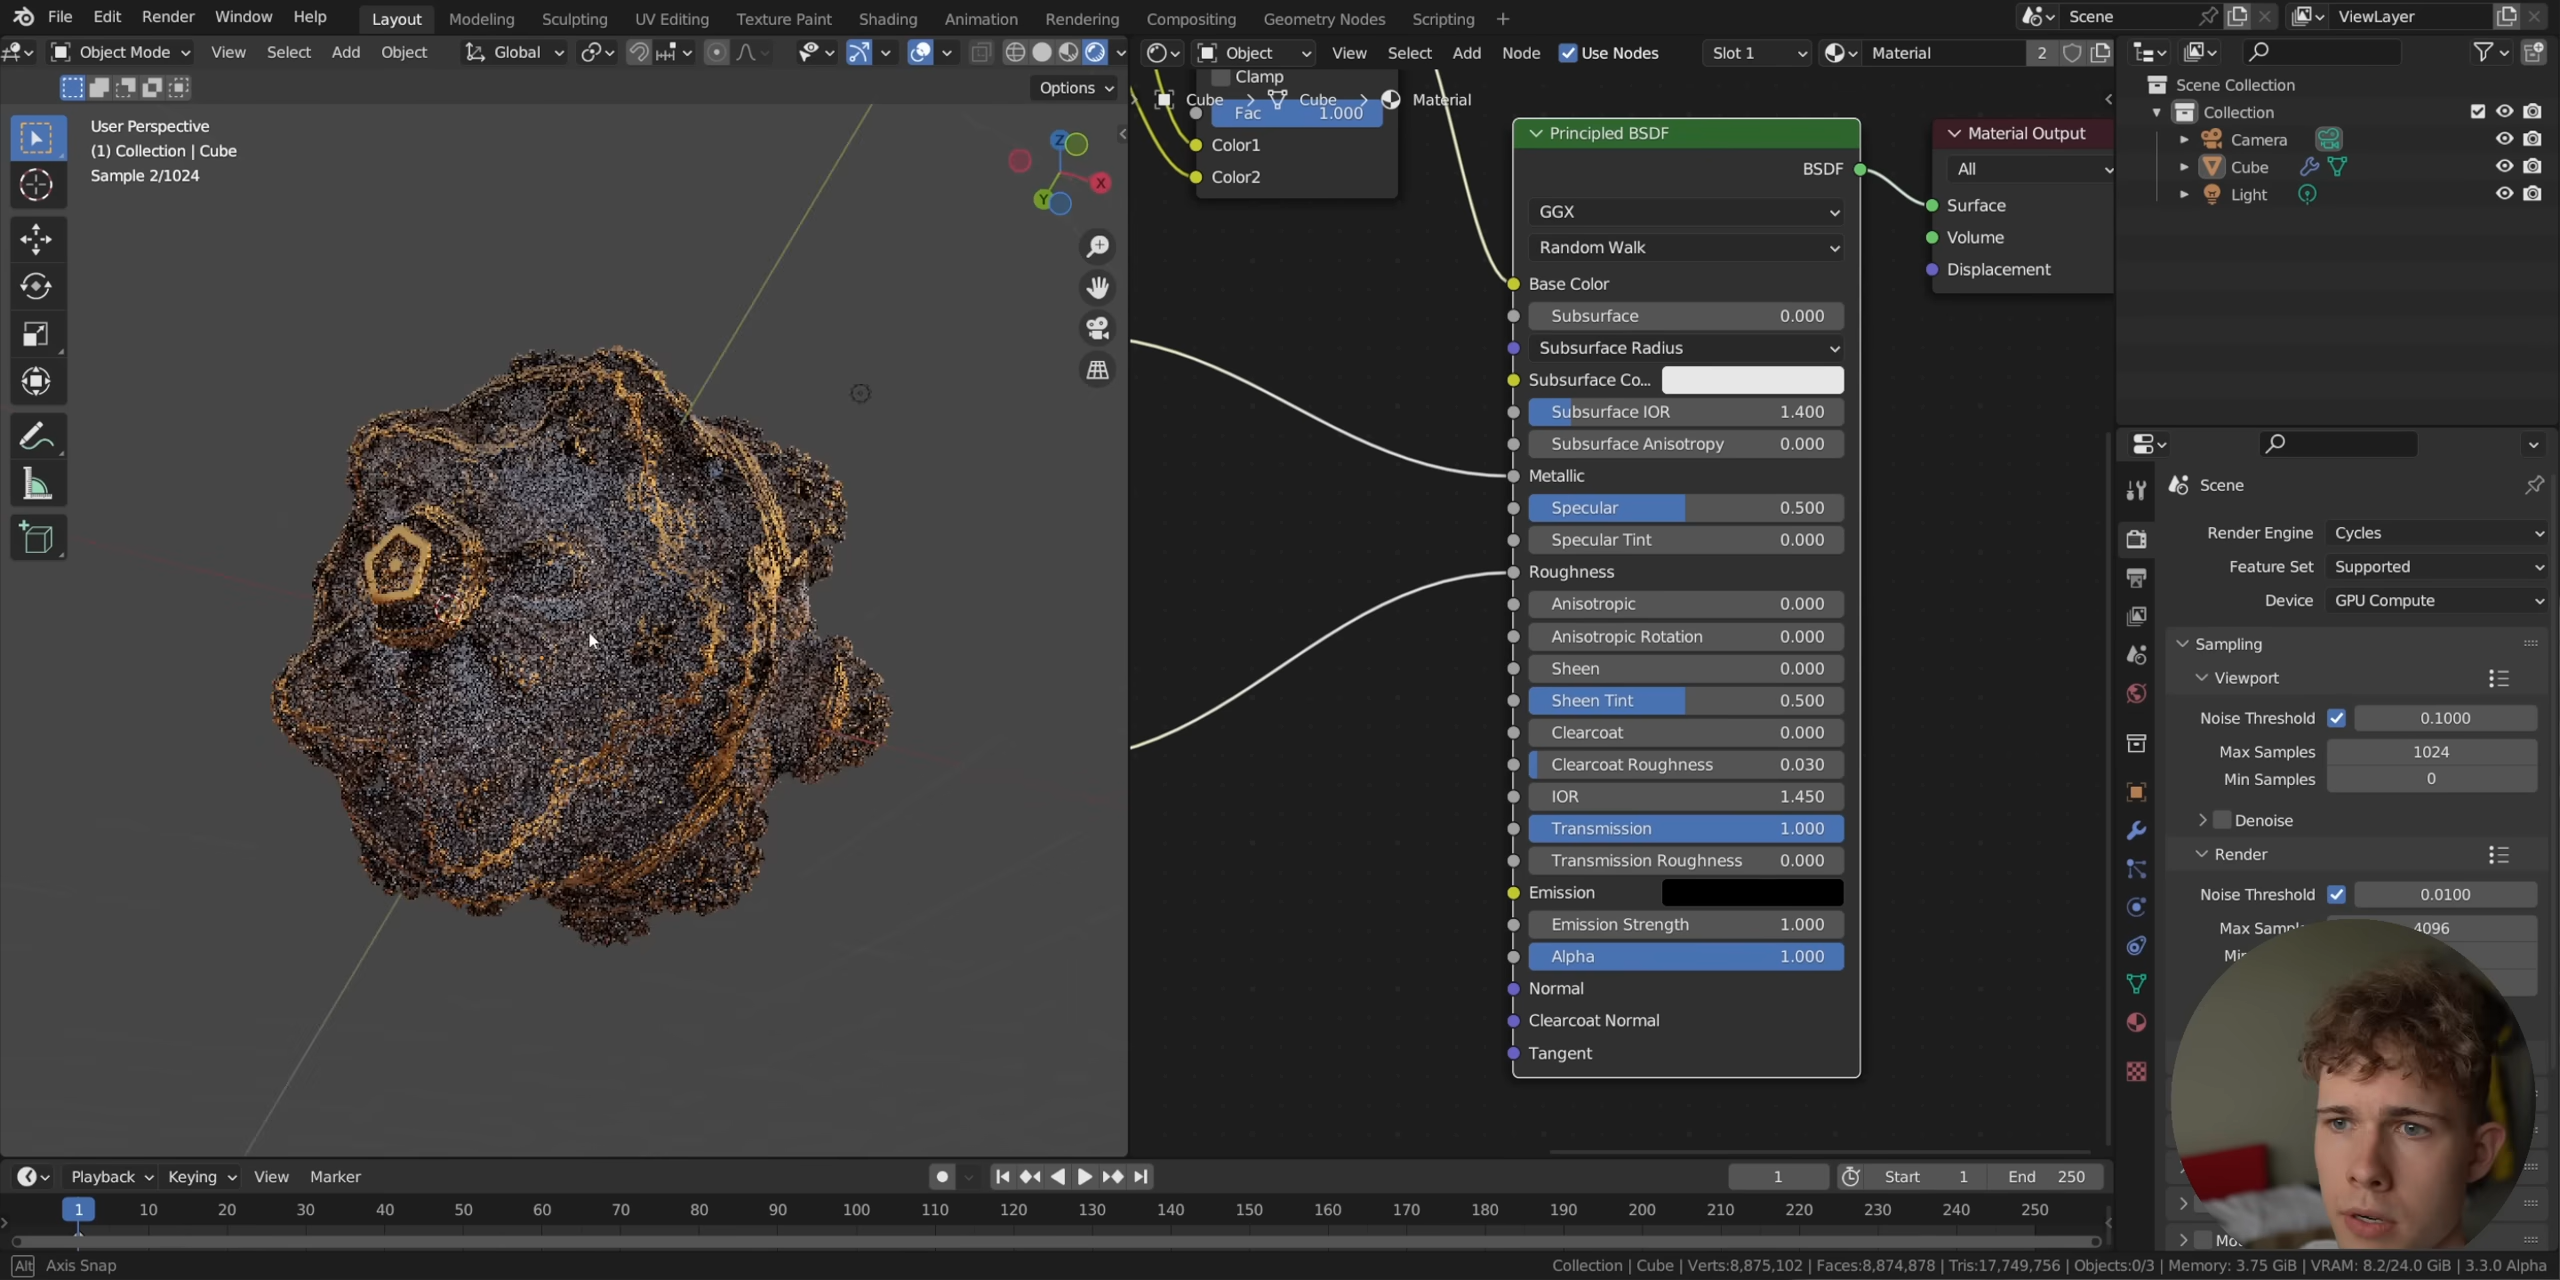 File Edit Render Window Help Layout Modeling Sculpting UV Editing Texture Paint Shading Animation Rendering Compositing Geometry Nodes Scripting + Scene ViewLayer
Object Mode View Select Add Object Global Object View Select Add Node Use Nodes Slot 1 Material 2
Options
User Perspective
(1) Collection | Cube
Sample 2/1024
Z
X
Y
Clamp
Cube > Cube > Material
Fac 1.000
Color1
Color2
Principled BSDF
BSDF
GGX
Random Walk
Base Color
Subsurface 0.000
Subsurface Radius
Subsurface Co...
Subsurface IOR 1.400
Subsurface Anisotropy 0.000
Metallic
Specular 0.500
Specular Tint 0.000
Roughness
Anisotropic 0.000
Anisotropic Rotation 0.000
Sheen 0.000
Sheen Tint 0.500
Clearcoat 0.000
Clearcoat Roughness 0.030
IOR 1.450
Transmission 1.000
Transmission Roughness 0.000
Emission
Emission Strength 1.000
Alpha 1.000
Normal
Clearcoat Normal
Tangent
Material Output
All
Surface
Volume
Displacement
Scene Collection
Collection
Camera
Cube
Light
Scene
Render Engine Cycles
Feature Set Supported
Device GPU Compute
Sampling
Viewport
Noise Threshold 0.1000
Max Samples 1024
Min Samples 0
Denoise
Render
Noise Threshold 0.0100
Max Sampl 4096
Playback Keying View Marker 1 Start 1 End 250
1 10 20 30 40 50 60 70 80 90 100 110 120 130 140 150 160 170 180 190 200 210 220 230 240 250
Alt Axis Snap
Collection | Cube | Verts:8,875,102 | Faces:8,874,878 | Tris:17,749,756 | Objects:0/3 | Memory: 3.75 GiB | VRAM: 8.2/24.0 GiB | 3.3.0 Alpha